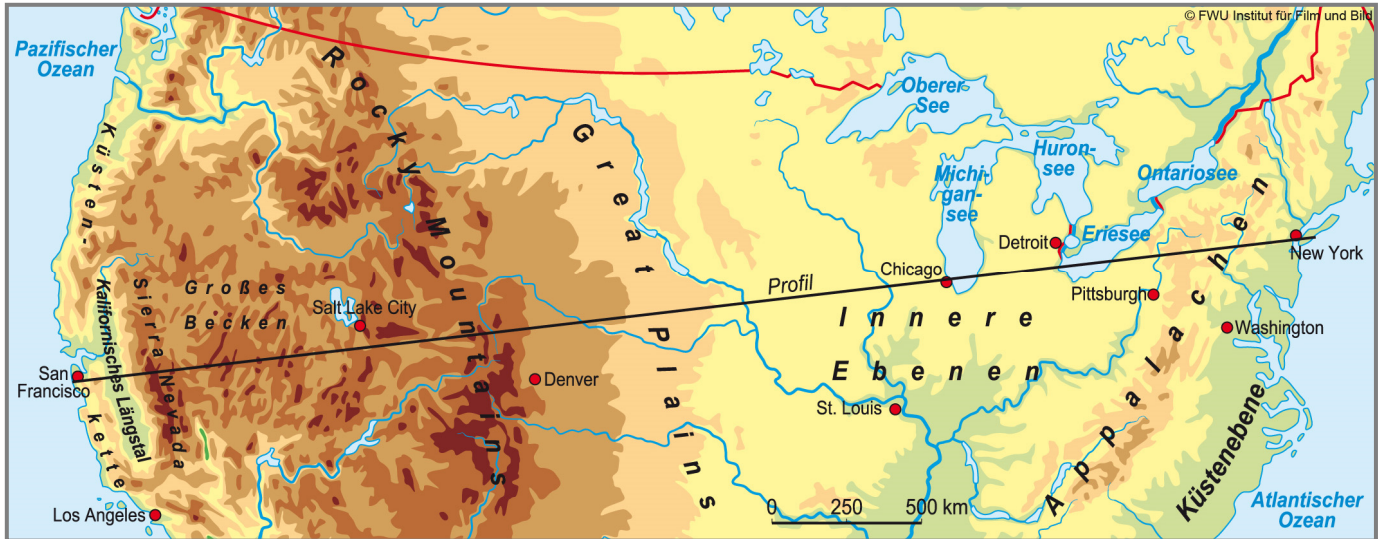 © FWU Institut für Film und Bild
Pazifischer
Ozean
Rocky Mountains
Küsten-
kette
Great Plains
Oberer
See
Huron-
see
Michi-
gan-
see
Ontariosee
Eriesee
Detroit
Chicago
New York
Pittsburgh
Washington
Appalachen
Küstenebene
Atlantischer
Ozean
Profil
Innere
Ebenen
St. Louis
Großes
Becken
Salt Lake City
Sierra Nevada
Kalifornisches Längstal
San
Francisco
Los Angeles
Denver
0 250 500 km